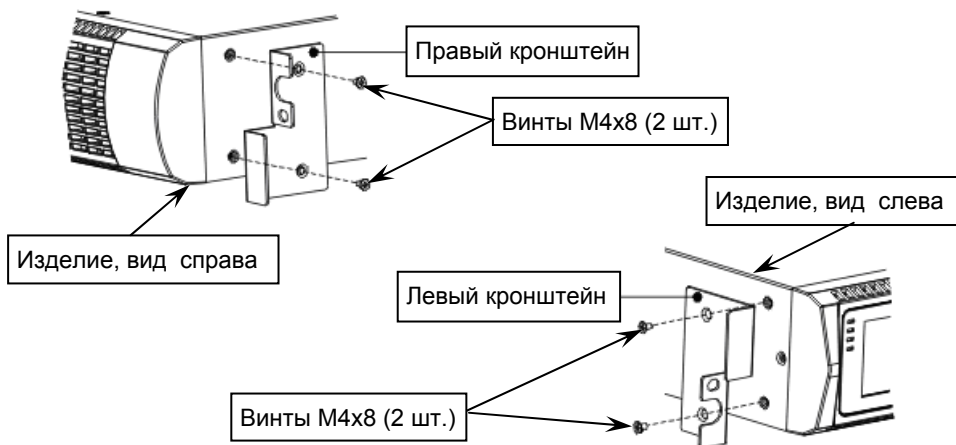 Правый кронштейн
Винты М4х8 (2 шт.)
Изделие, вид  слева
Изделие, вид  справа
Левый кронштейн
Винты М4х8 (2 шт.)